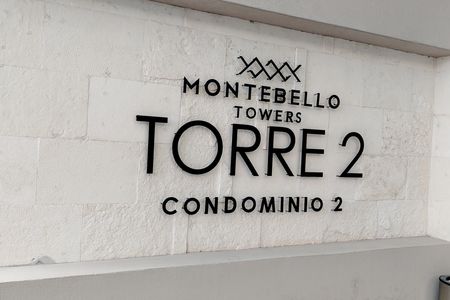 MONTEBELLO
TOWERS
TORRE 2
CONDOMINIO 2